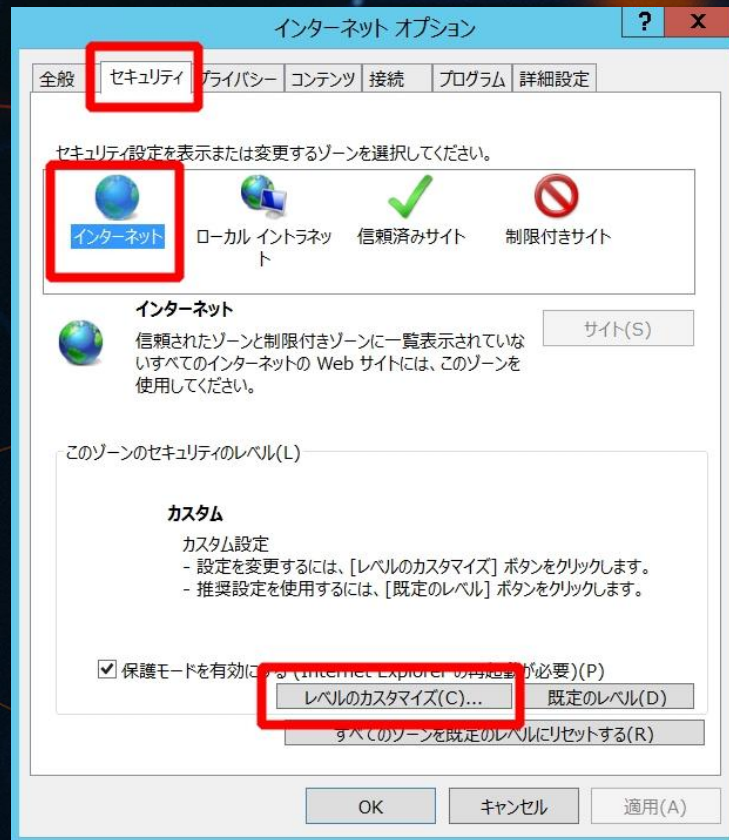 インターネット オプション
?
x
全般
セキュリティ
プライバシー
コンテンツ
接続
プログラム
詳細設定
セキュリティ設定を表示または変更するゾーンを選択してください。
インターネット
ローカル イントラネッ
ト
信頼済みサイト
制限付きサイト
インターネット
信頼されたゾーンと制限付きゾーンに一覧表示されていな
いすべてのインターネットの Web サイトには、このゾーンを
使用してください。
サイト(S)
このゾーンのセキュリティのレベル(L)
カスタム
カスタム設定
- 設定を変更するには、[レベルのカスタマイズ] ボタンをクリックします。
- 推奨設定を使用するには、[既定のレベル] ボタンをクリックします。
保護モードを有効にする (Internet Explorer の再起動が必要)(P)
レベルのカスタマイズ(C)...
既定のレベル(D)
すべてのゾーンを既定のレベルにリセットする(R)
OK
キャンセル
適用(A)